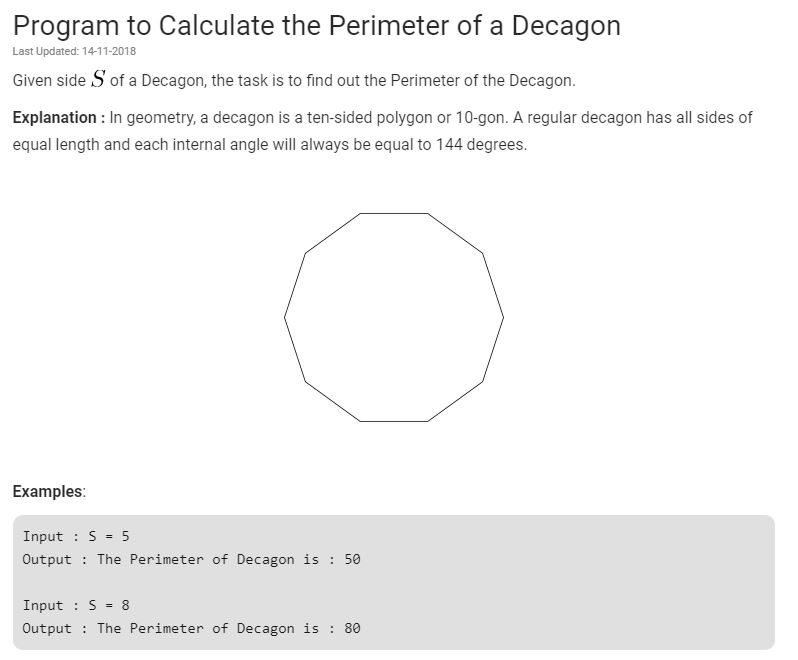 Program to Calculate the Perimeter of a Decagon
Last Updated: 14-11-2018
Given side S of a Decagon, the task is to find out the Perimeter of the Decagon.
Explanation : In geometry, a decagon is a ten-sided polygon or 10-gon. A regular decagon has all sides of
equal length and each internal angle will always be equal to 144 degrees.
Examples:
Input : S = 5
Output : The Perimeter of Decagon is : 50
Input : S = 8
Output : The Perimeter of Decagon is : 80